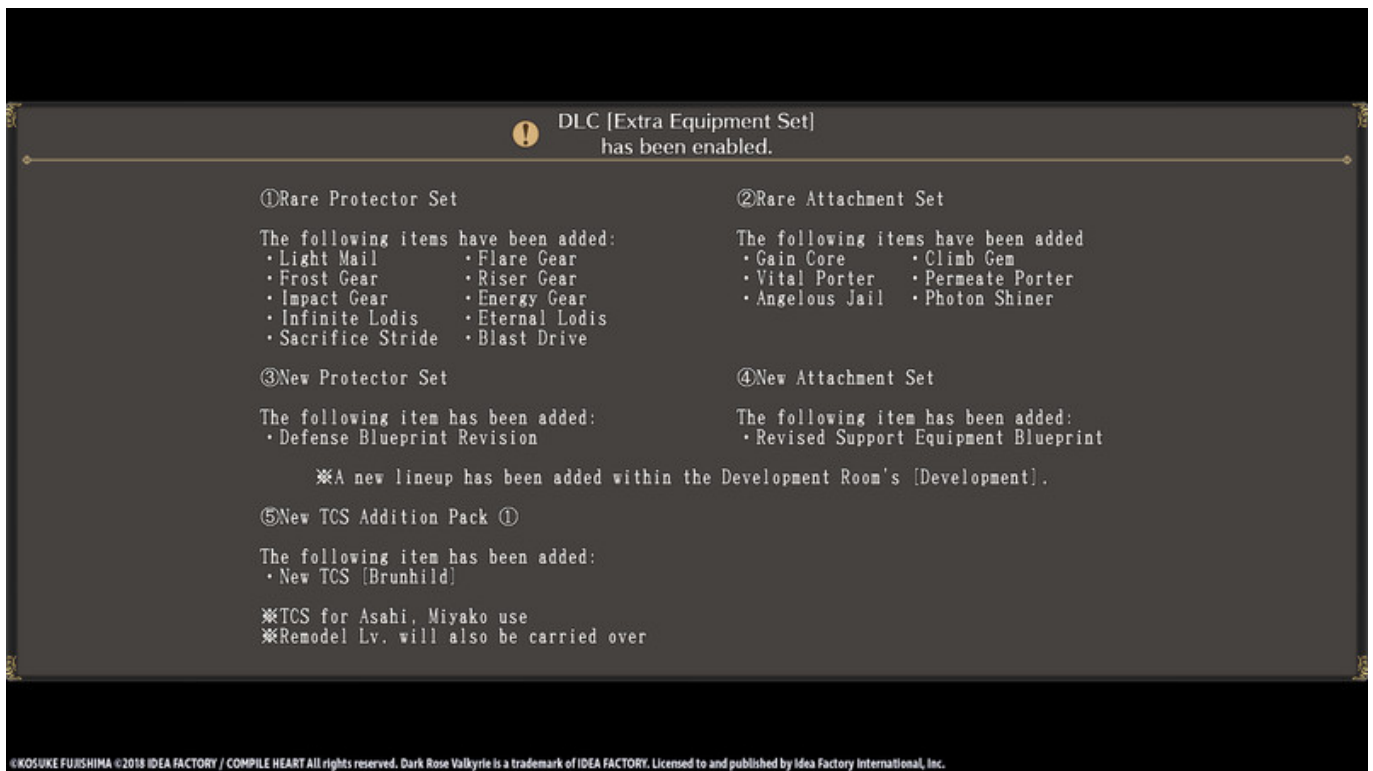 DLC [Extra Equipment Set]
has been enabled.
①Rare Protector Set
The following items have been added:
・Light Mail ・Flare Gear
・Frost Gear ・Riser Gear
・Impact Gear ・Energy Gear
・Infinite Lodis ・Eternal Lodis
・Sacrifice Stride ・Blast Drive
②Rare Attachment Set
The following items have been added
・Gain Core ・Climb Gem
・Vital Porter ・Permeate Porter
・Angelous Jail ・Photon Shiner
③New Protector Set
The following item has been added:
・Defense Blueprint Revision
④New Attachment Set
The following item has been added:
・Revised Support Equipment Blueprint
※A new lineup has been added within the Development Room's [Development].
⑤New TCS Addition Pack ①
The following item has been added:
・New TCS [Brunhild]
※TCS for Asahi, Miyako use
※Remodel Lv. will also be carried over
©KOSUKE FUJISHIMA ©2018 IDEA FACTORY / COMPILE HEART All rights reserved. Dark Rose Valkyrie is a trademark of IDEA FACTORY. Licensed to and published by Idea Factory International, Inc.